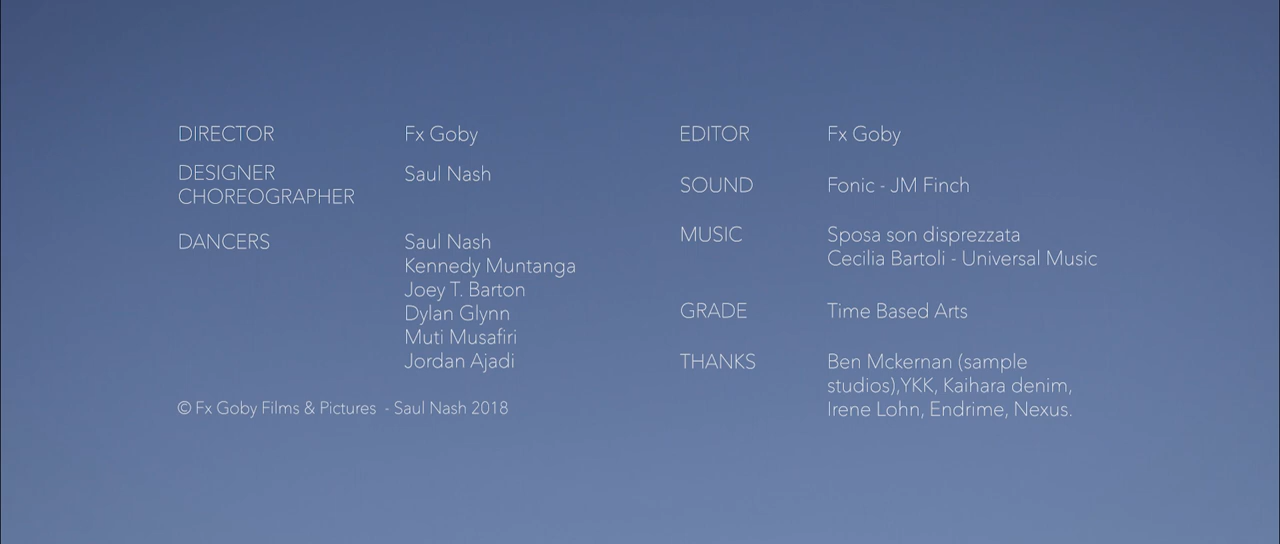 DIRECTOR Fx Goby
DESIGNER
CHOREOGRAPHER Saul Nash
DANCERS Saul Nash
Kennedy Muntanga
Joey T. Barton
Dylan Glynn
Muti Musafiri
Jordan Ajadi
© Fx Goby Films & Pictures - Saul Nash 2018
EDITOR Fx Goby
SOUND Fonic - JM Finch
MUSIC Sposa son disprezzata
Cecilia Bartoli - Universal Music
GRADE Time Based Arts
THANKS Ben Mckernan (sample
studios),YKK, Kaihara denim,
Irene Lohn, Endrime, Nexus.